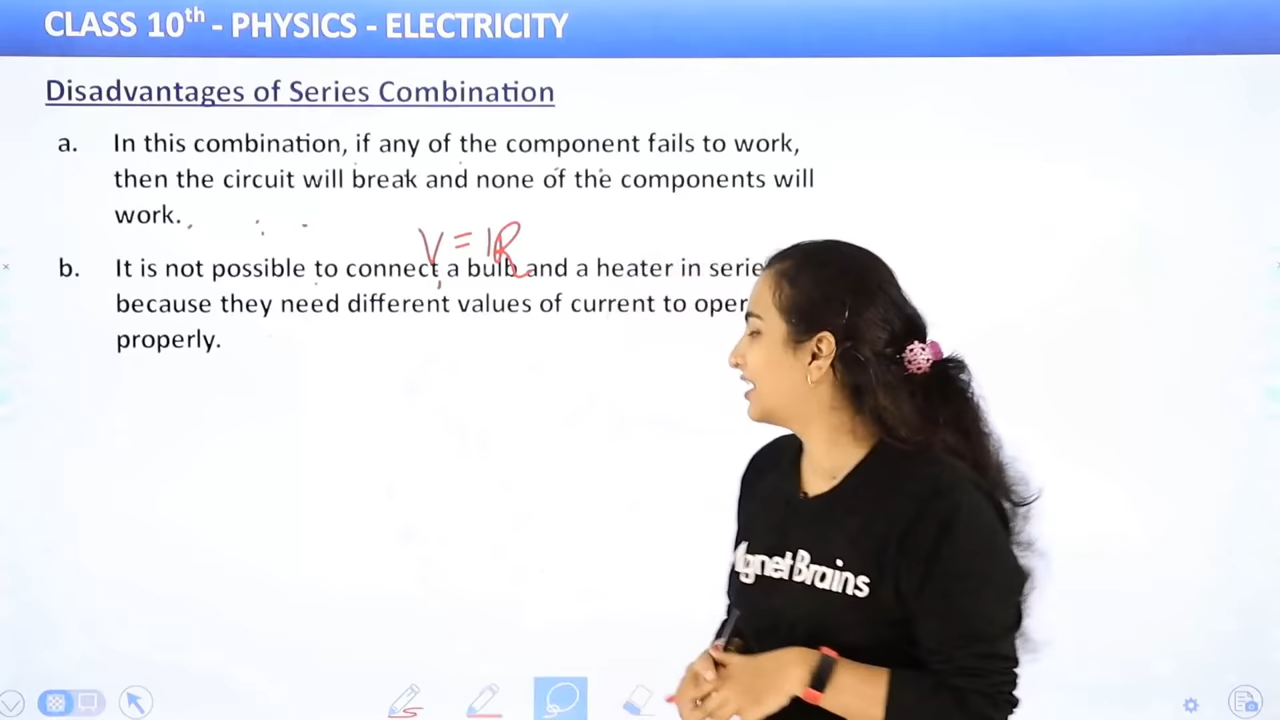 CLASS 10th - PHYSICS - ELECTRICITY
Disadvantages of Series Combination
a. In this combination, if any of the component fails to work,
then the circuit will break and none of the components will
work.
V = IR
b. It is not possible to connect a bulb and a heater in serie
because they need different values of current to oper
properly.
agnet Brains